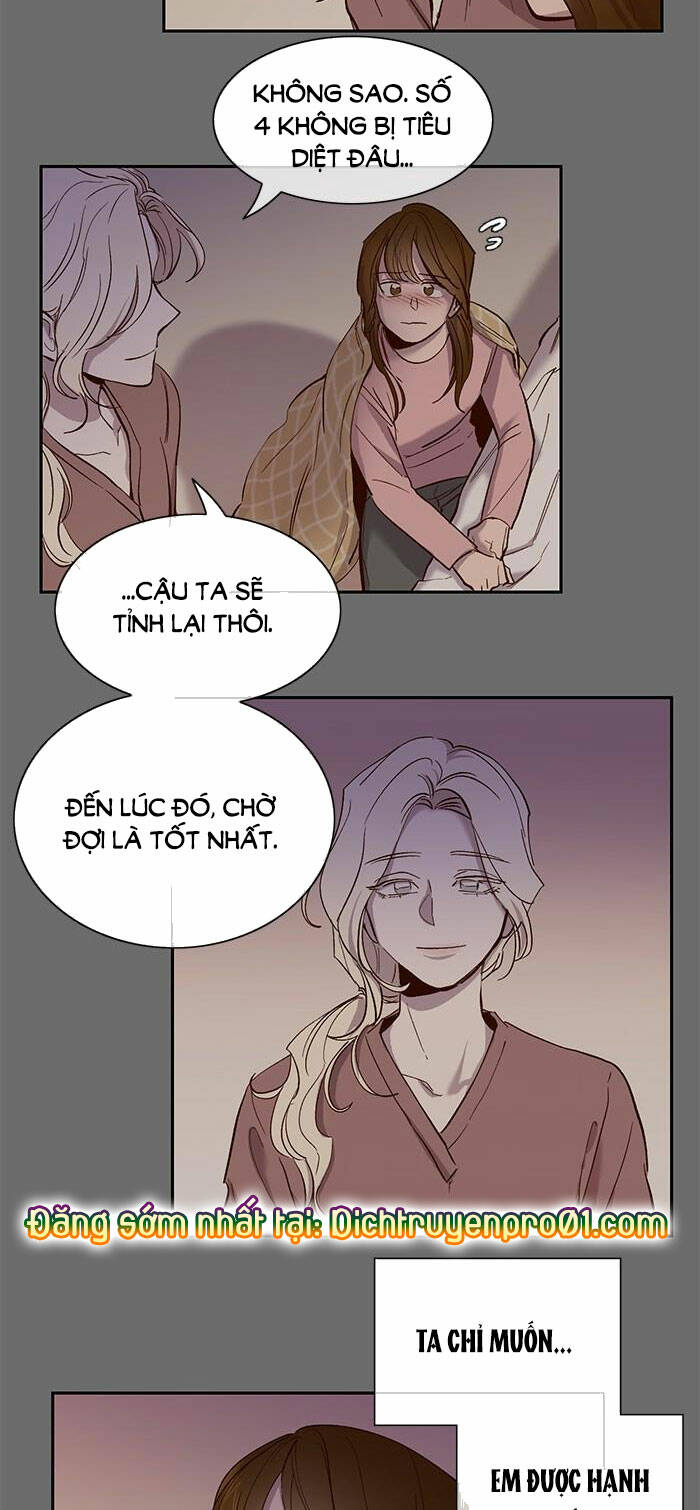 KHÔNG SAO. SỐ
4 KHÔNG BỊ TIÊU
DIỆT ĐÂU...
...CẬU TA SẼ
TỈNH LẠI THÔI.
ĐẾN LÚC ĐÓ, CHỜ
ĐỢI LÀ TỐT NHẤT.
Đăng sớm nhất tại: Dichtruyenpro01.com
TA CHỈ MUỐN...
EM ĐƯỢC HẠNH